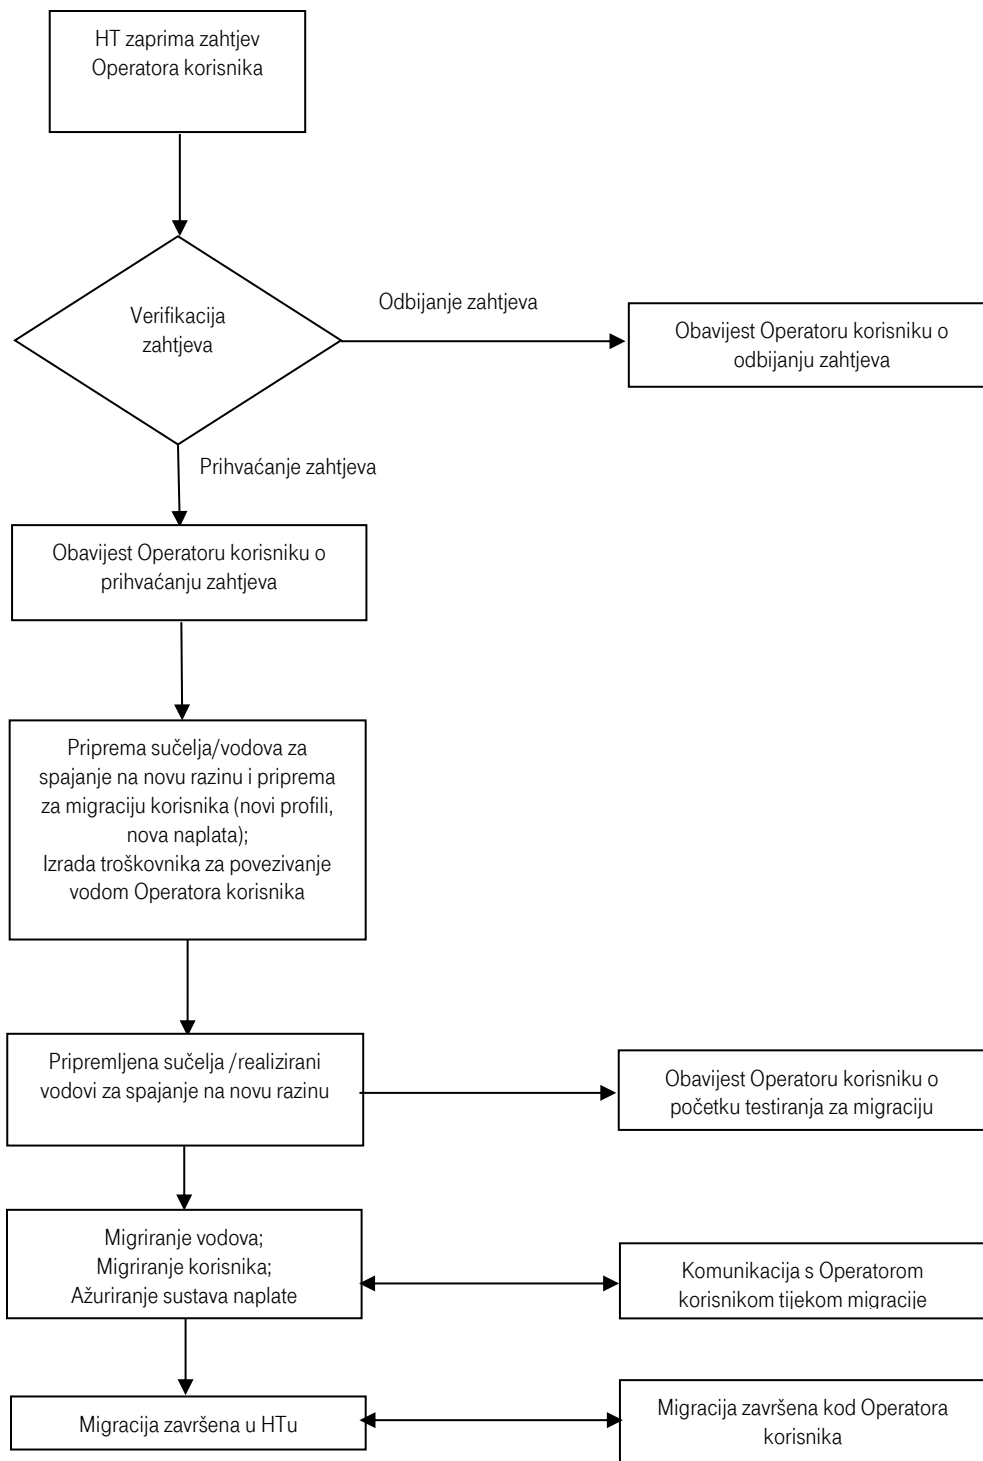 HT zaprima zahtjev
Operatora korisnika
Verifikacija
zahtjeva
Odbijanje zahtjeva
Obavijest Operatoru korisniku o
odbijanju zahtjeva
Prihvaćanje zahtjeva
Obavijest Operatoru korisniku o
prihvaćanju zahtjeva
Priprema sučelja/vodova za
spajanje na novu razinu i priprema
za migraciju korisnika (novi profili,
nova naplata);
Izrada troškovnika za povezivanje
vodom Operatora korisnika
Pripremljena sučelja /realizirani
vodovi za spajanje na novu razinu
Obavijest Operatoru korisniku o
početku testiranja za migraciju
Migriranje vodova;
Migriranje korisnika;
Ažuriranje sustava naplate
Komunikacija s Operatorom
korisnikom tijekom migracije
Migracija završena u HTu
Migracija završena kod Operatora
korisnika